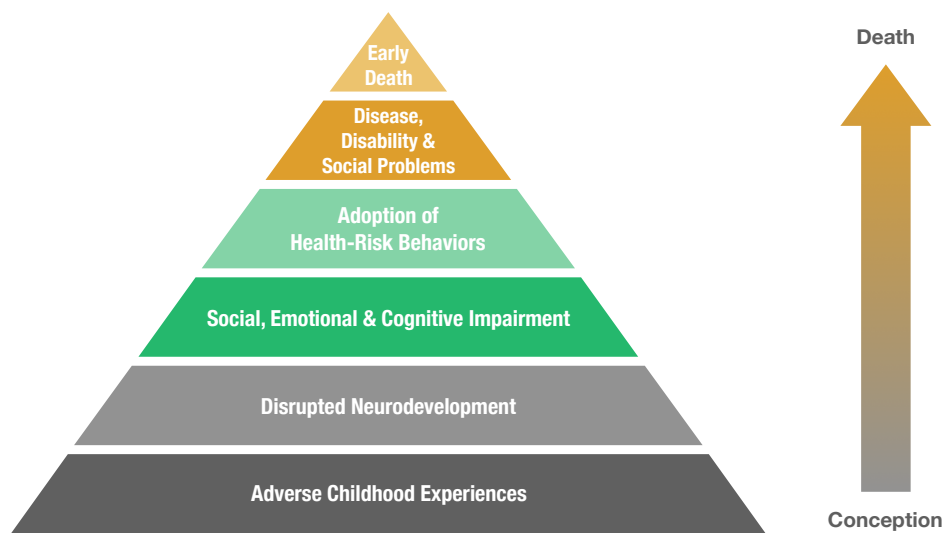 Early
Death
Disease,
Disability &
Social Problems
Adoption of
Health-Risk Behaviors
Social, Emotional & Cognitive Impairment
Disrupted Neurodevelopment
Adverse Childhood Experiences
Death
Conception